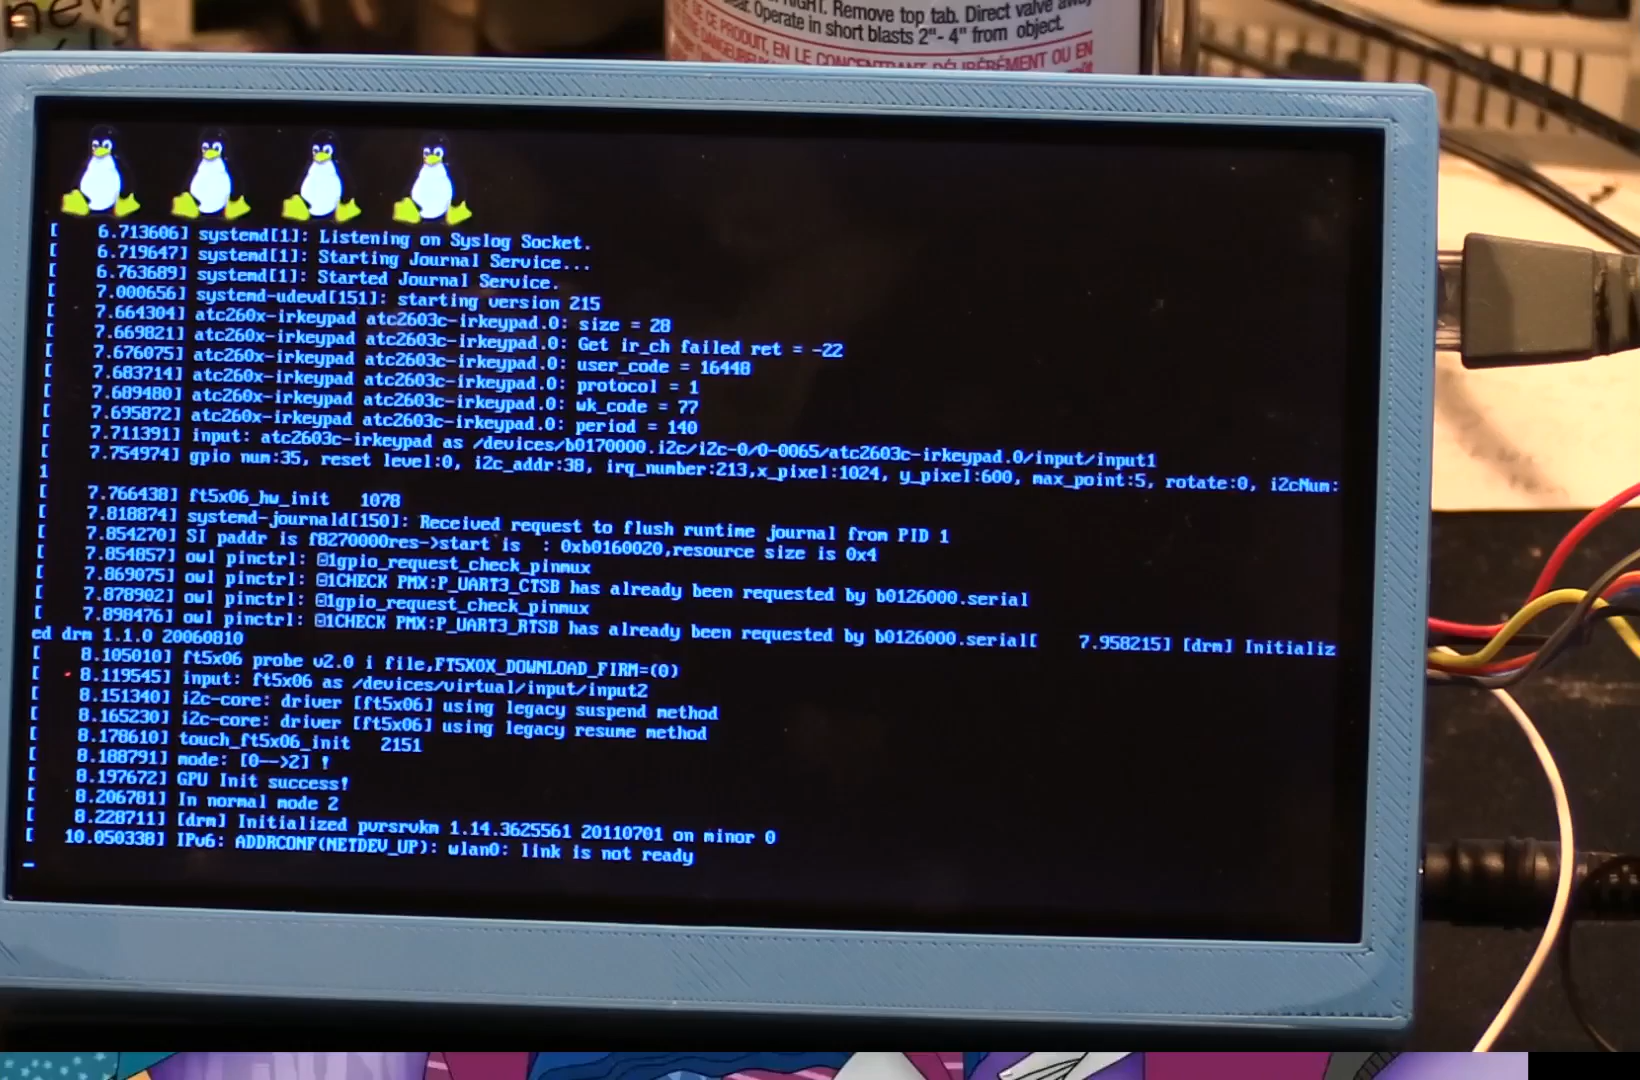 RIGHT. Remove top tab. Direct valve away
Operate in short blasts 2"- 4" from object.
DE CE PRODUIT, EN LE CONCENTRANT DÉLIBÉRÉMENT OU EN
[ 6.713606] systemd[1]: Listening on Syslog Socket.
[ 6.719647] systemd[1]: Starting Journal Service...
[ 6.763689] systemd[1]: Started Journal Service.
[ 7.000656] systemd-udevd[151]: starting version 215
[ 7.664304] atc260x-irkeypad atc2603c-irkeypad.0: size = 28
[ 7.669821] atc260x-irkeypad atc2603c-irkeypad.0: Get ir_ch failed ret = -22
[ 7.676075] atc260x-irkeypad atc2603c-irkeypad.0: user_code = 16448
[ 7.683714] atc260x-irkeypad atc2603c-irkeypad.0: protocol = 1
[ 7.689480] atc260x-irkeypad atc2603c-irkeypad.0: wk_code = 77
[ 7.695872] atc260x-irkeypad atc2603c-irkeypad.0: period = 140
[ 7.711391] input: atc2603c-irkeypad as /devices/b0170000.i2c/i2c-0/0-0065/atc2603c-irkeypad.0/input/input1
[ 7.754974] gpio num:35, reset level:0, i2c_addr:38, irq_number:213,x_pixel:1024, y_pixel:600, max_point:5, rotate:0, i2cNum:
1
[ 7.766438] ft5x06_hw_init 1078
[ 7.818874] systemd-journald[150]: Received request to flush runtime journal from PID 1
[ 7.854270] SI paddr is f8270000res->start is : 0xb0160020,resource size is 0x4
[ 7.854857] owl pinctrl: 1gpio_request_check_pinmux
[ 7.869075] owl pinctrl: 1CHECK PMX:P_UART3_CTSB has already been requested by b0126000.serial
[ 7.878902] owl pinctrl: 1gpio_request_check_pinmux
[ 7.898476] owl pinctrl: 1CHECK PMX:P_UART3_RTSB has already been requested by b0126000.serial[ 7.958215] [drm] Initializ
ed drm 1.1.0 20060810
[ 8.105010] ft5x06 probe v2.0 i file,FT5X0X_DOWNLOAD_FIRM=(0)
[ 8.119545] input: ft5x06 as /devices/virtual/input/input2
[ 8.151340] i2c-core: driver [ft5x06] using legacy suspend method
[ 8.165230] i2c-core: driver [ft5x06] using legacy resume method
[ 8.178610] touch_ft5x06_init 2151
[ 8.188791] mode: [0-->2] !
[ 8.197672] GPU Init success!
[ 8.206781] In normal mode 2
[ 8.228711] [drm] Initialized pvrsrvkm 1.14.3625561 20110701 on minor 0
[ 10.050338] IPv6: ADDRCONF(NETDEV_UP): wlan0: link is not ready
_